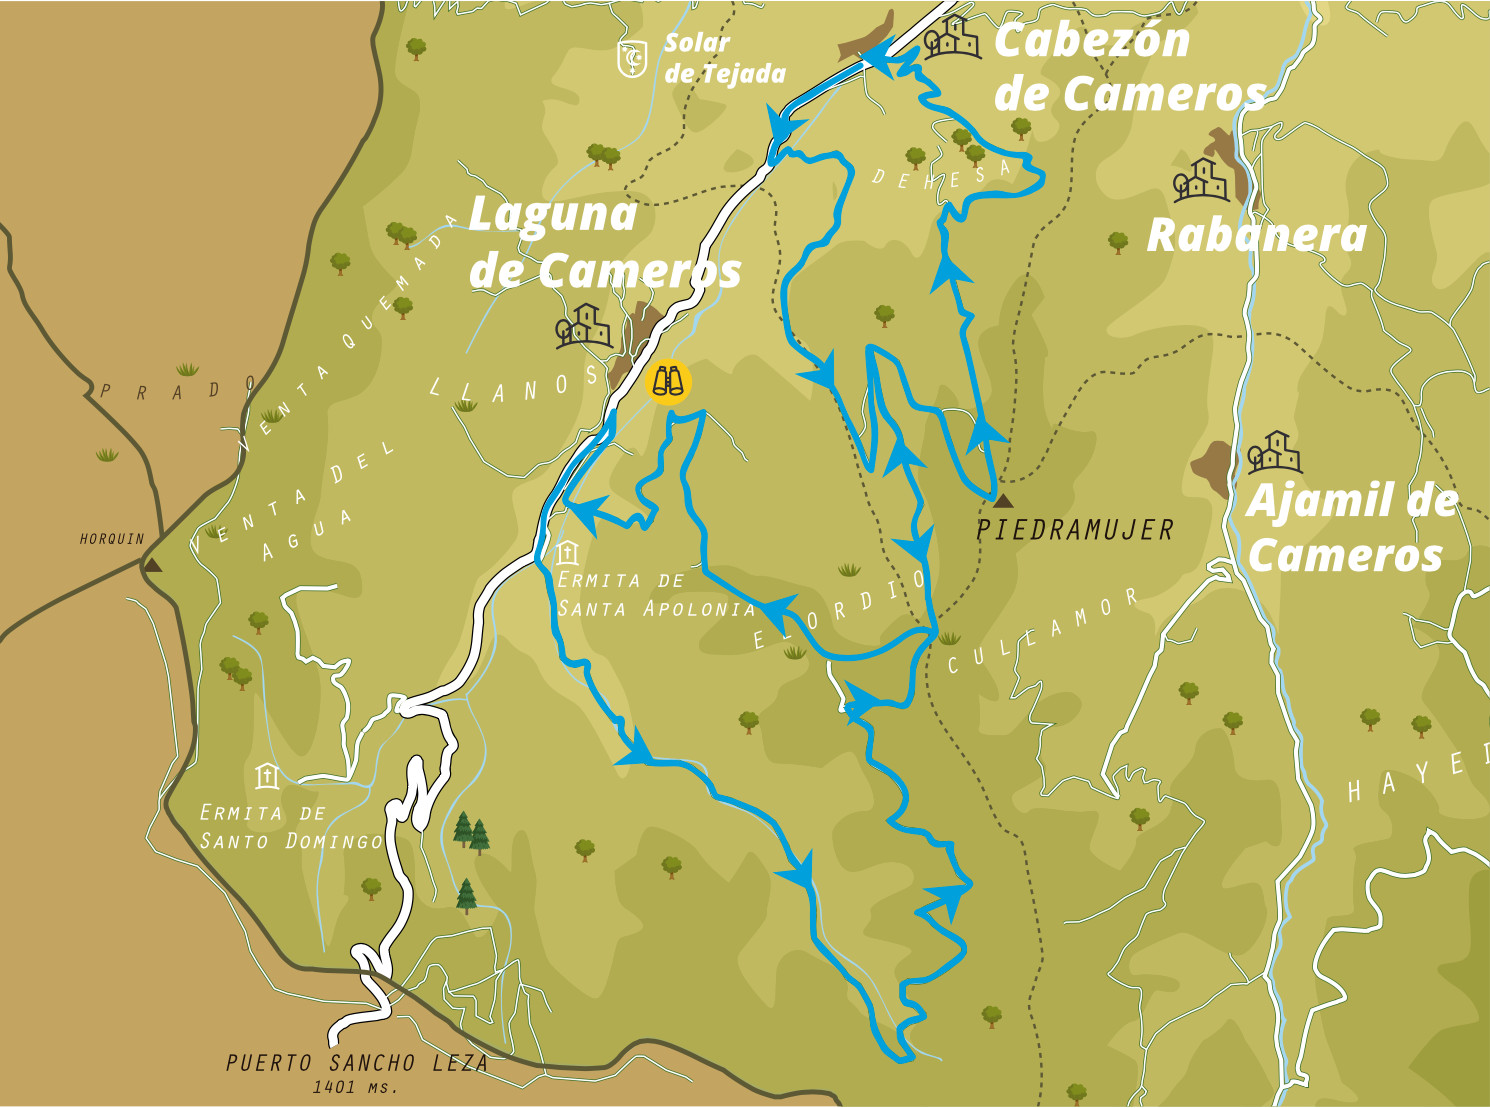 Solar
de Tejada
Cabezón
de Cameros
DEHESA
Laguna
de Cameros
Rabanera
VENTA QUEMADA
PRADO
LLANOS
VENTA DEL
AGUA
HORQUIN
PIEDRAMUJER
Ajamil de
Cameros
ERMITA DE
SANTA APOLONIA
ELORDIO
CULEAMOR
HAYED
ERMITA DE
SANTO DOMINGO
PUERTO SANCHO LEZA
1401 ms.